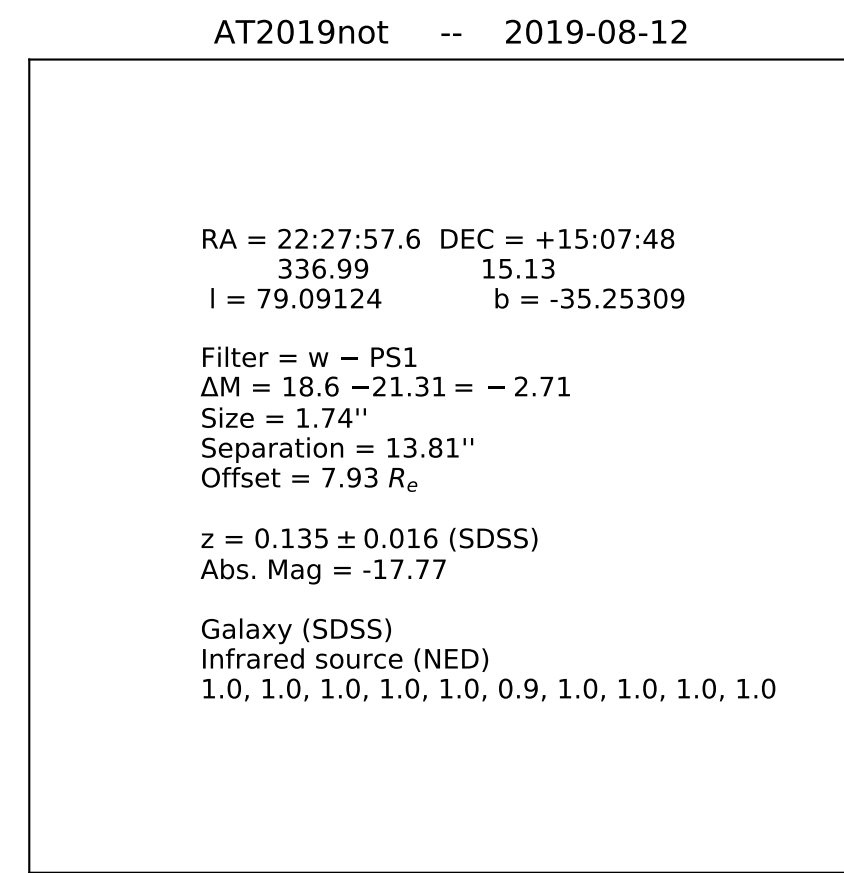 AT2019not -- 2019-08-12
RA = 22:27:57.6 DEC = +15:07:48
336.99 15.13
l = 79.09124 b = -35.25309
Filter = w − PS1
ΔM = 18.6 −21.31 = − 2.71
Size = 1.74''
Separation = 13.81''
Offset = 7.93 Re
z = 0.135 ± 0.016 (SDSS)
Abs. Mag = -17.77
Galaxy (SDSS)
Infrared source (NED)
1.0, 1.0, 1.0, 1.0, 1.0, 0.9, 1.0, 1.0, 1.0, 1.0